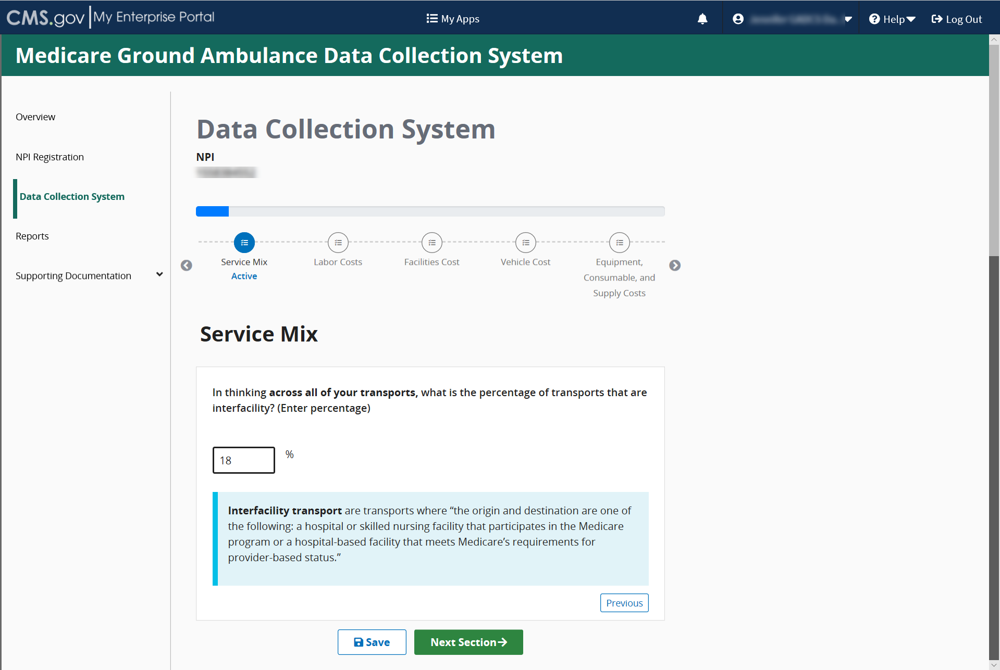 CMS.gov My Enterprise Portal
My Apps
Help
Log Out
Medicare Ground Ambulance Data Collection System
Overview
NPI Registration
Data Collection System
Reports
Supporting Documentation
Data Collection System
NPI
Service Mix
Active
Labor Costs
Facilities Cost
Vehicle Cost
Equipment,
Consumable, and
Supply Costs
Service Mix
In thinking across all of your transports, what is the percentage of transports that are
interfacility? (Enter percentage)
18 %
Interfacility transport are transports where “the origin and destination are one of
the following: a hospital or skilled nursing facility that participates in the Medicare
program or a hospital-based facility that meets Medicare’s requirements for
provider-based status.”
Previous
Save
Next Section